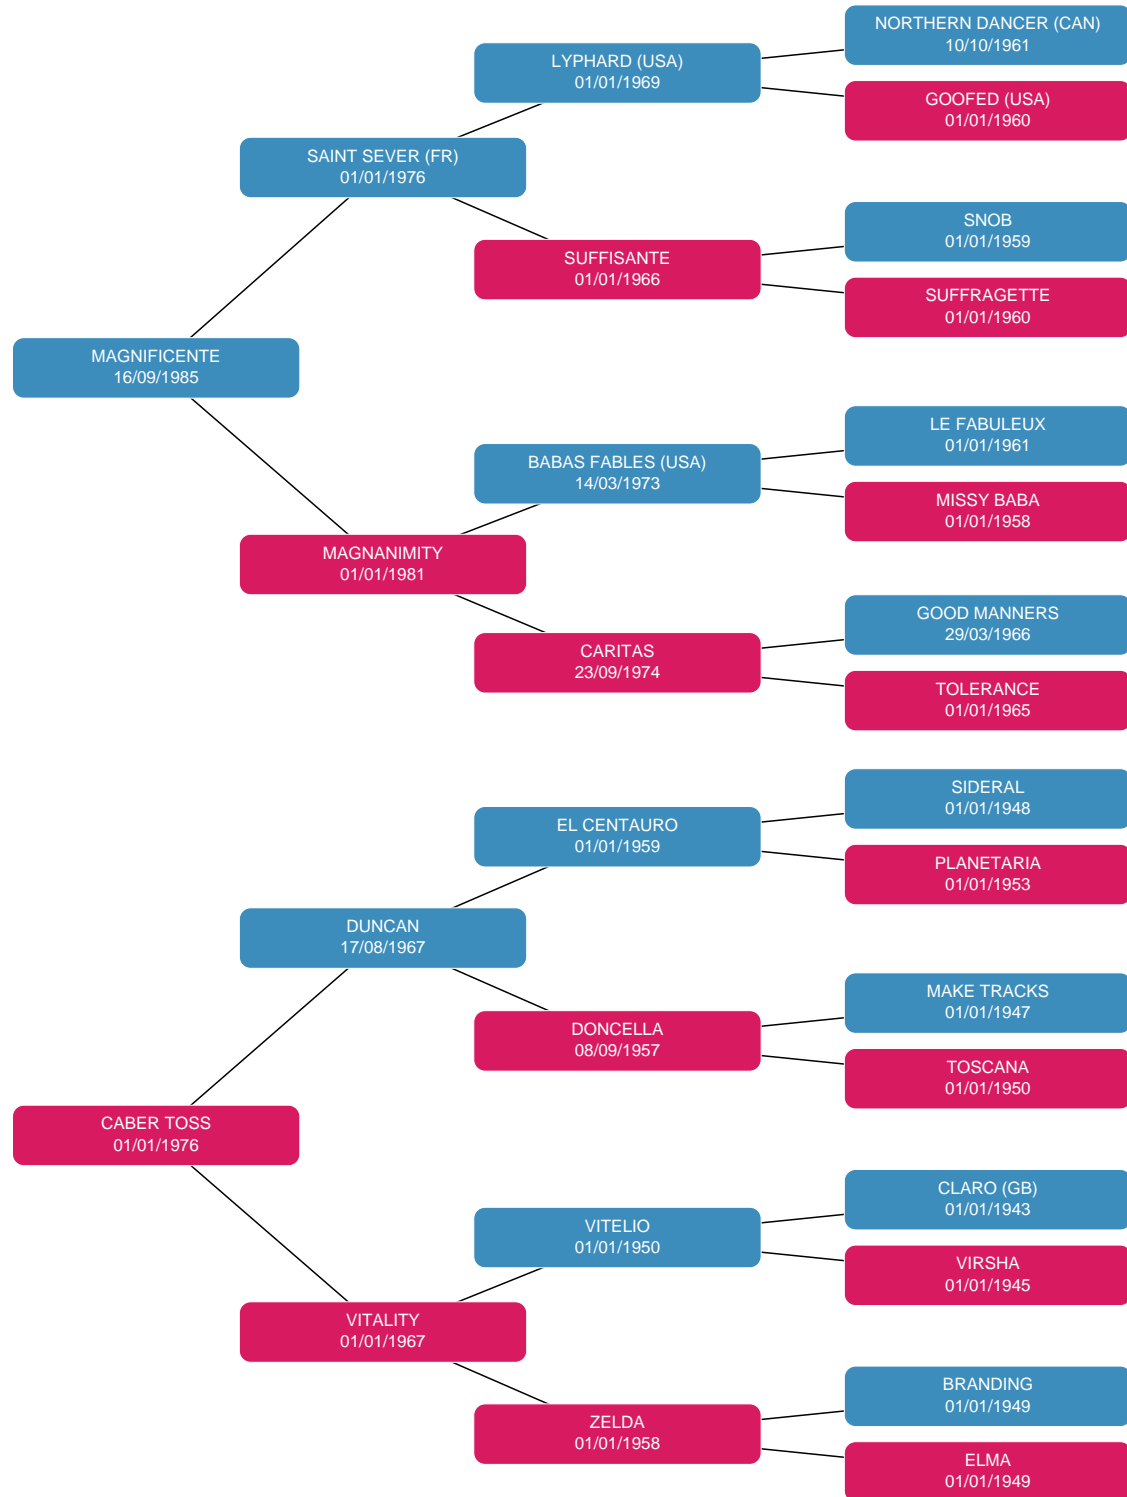 NORTHERN DANCER (CAN)
10/10/1961
LYPHARD (USA)
01/01/1969
GOOFED (USA)
01/01/1960
SAINT SEVER (FR)
01/01/1976
SNOB
01/01/1959
SUFFISANTE
01/01/1966
SUFFRAGETTE
01/01/1960
MAGNIFICENTE
16/09/1985
LE FABULEUX
01/01/1961
BABAS FABLES (USA)
14/03/1973
MISSY BABA
01/01/1958
MAGNANIMITY
01/01/1981
GOOD MANNERS
29/03/1966
CARITAS
23/09/1974
TOLERANCE
01/01/1965
SIDERAL
01/01/1948
EL CENTAURO
01/01/1959
PLANETARIA
01/01/1953
DUNCAN
17/08/1967
MAKE TRACKS
01/01/1947
DONCELLA
08/09/1957
TOSCANA
01/01/1950
CABER TOSS
01/01/1976
CLARO (GB)
01/01/1943
VITELIO
01/01/1950
VIRSHA
01/01/1945
VITALITY
01/01/1967
BRANDING
01/01/1949
ZELDA
01/01/1958
ELMA
01/01/1949